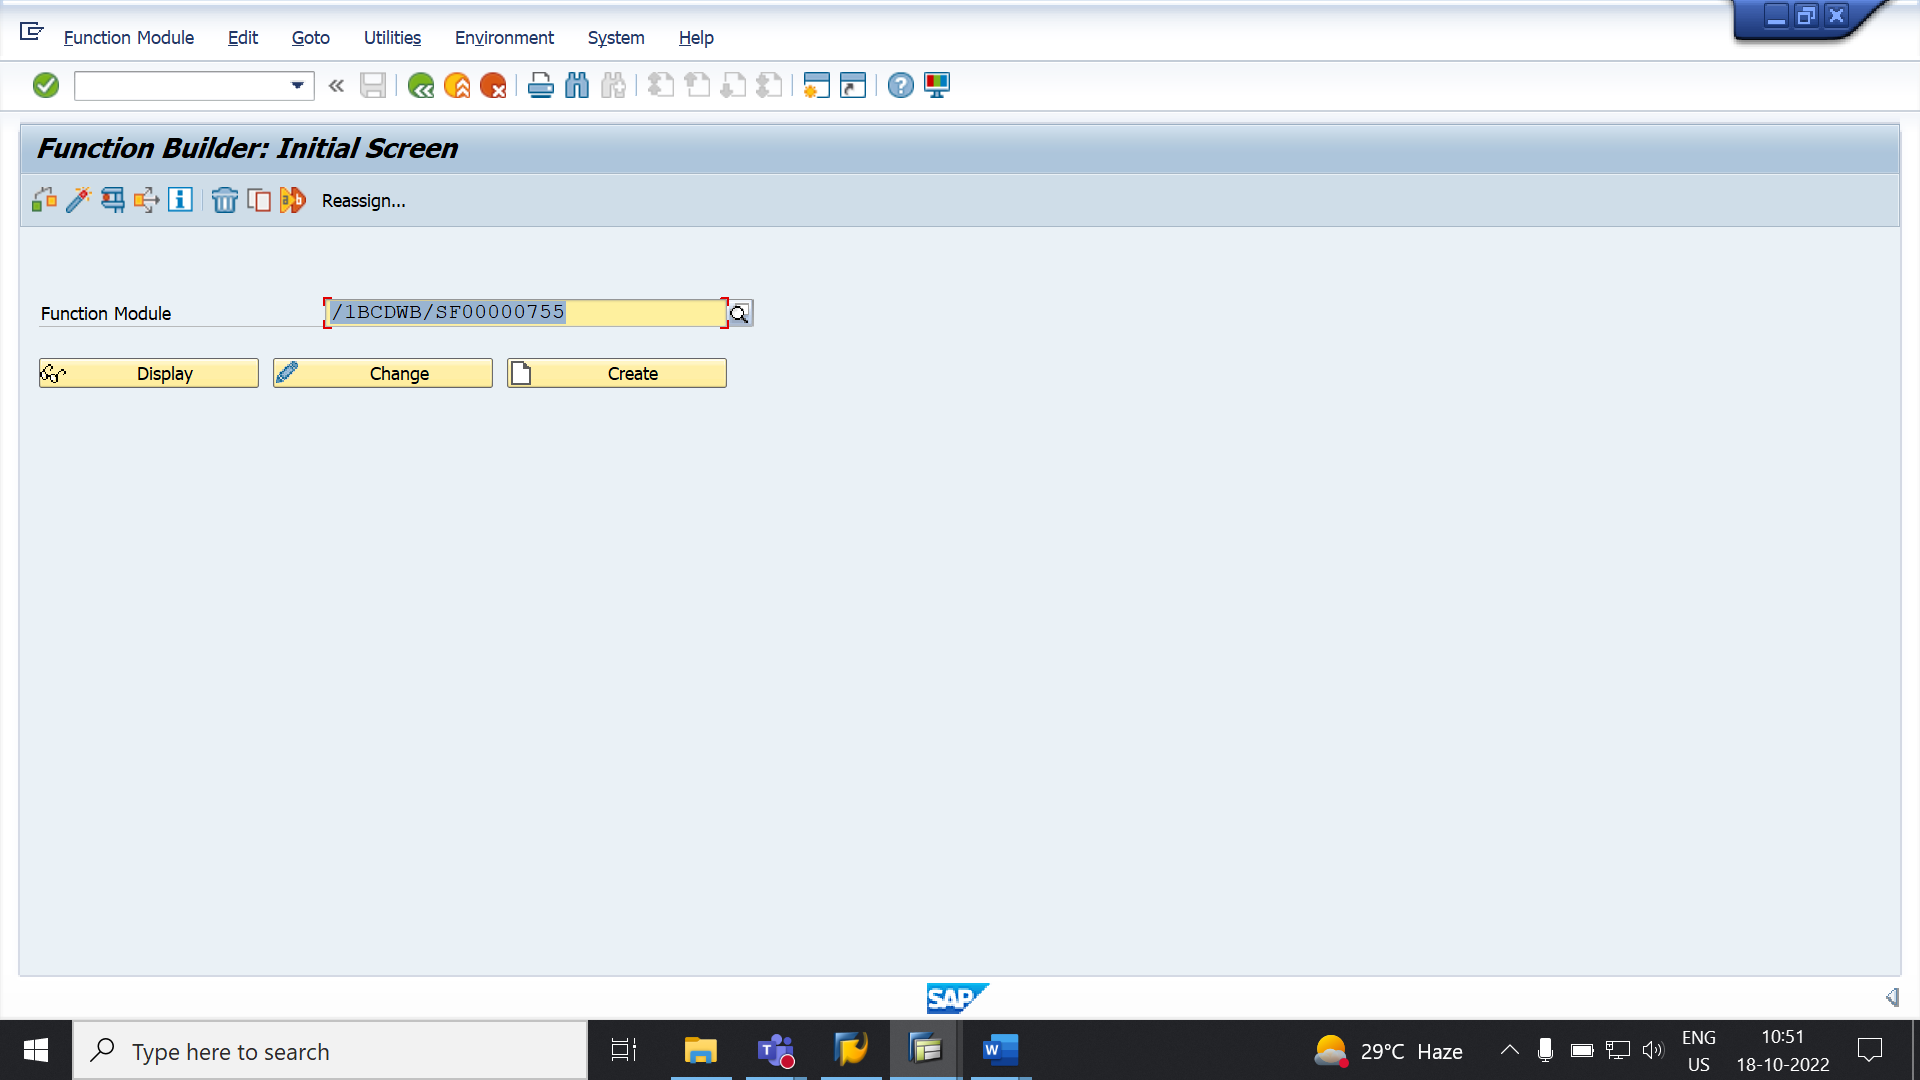 Function Module Edit Goto Utilities Environment System Help
Function Builder: Initial Screen
Reassign...
Function Module /1BCDWB/SF00000755
Display Change Create
SAP
Type here to search
29°C Haze
ENG
US
10:51
18-10-2022